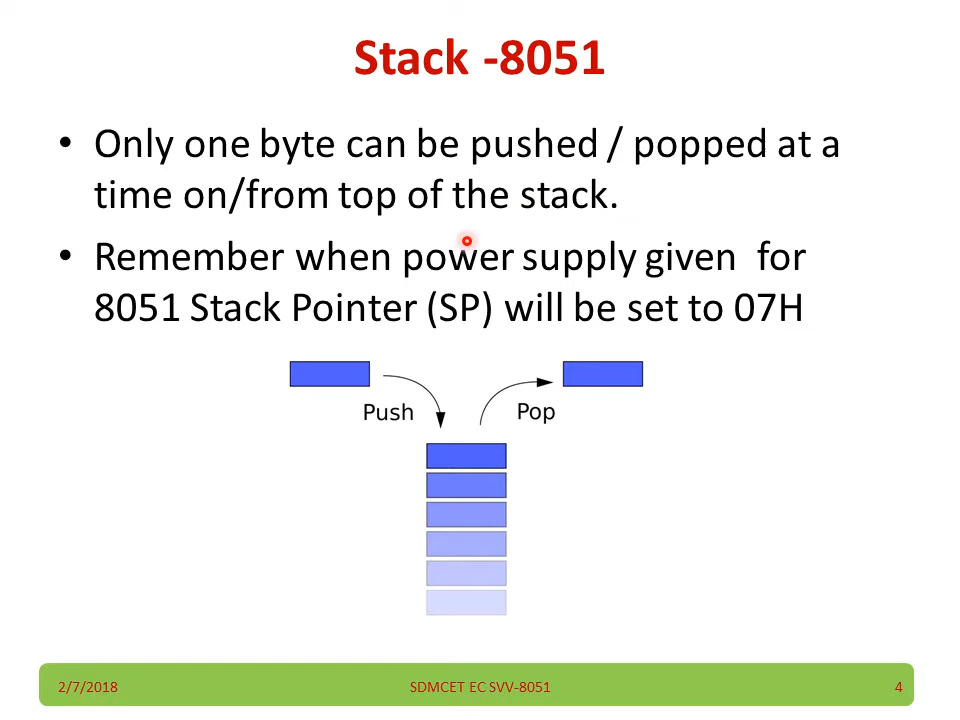 Stack -8051
• Only one byte can be pushed / popped at a
time on/from top of the stack.
• Remember when power supply given  for
8051 Stack Pointer (SP) will be set to 07H
Push
Pop
2/7/2018
SDMCET EC SVV-8051
4